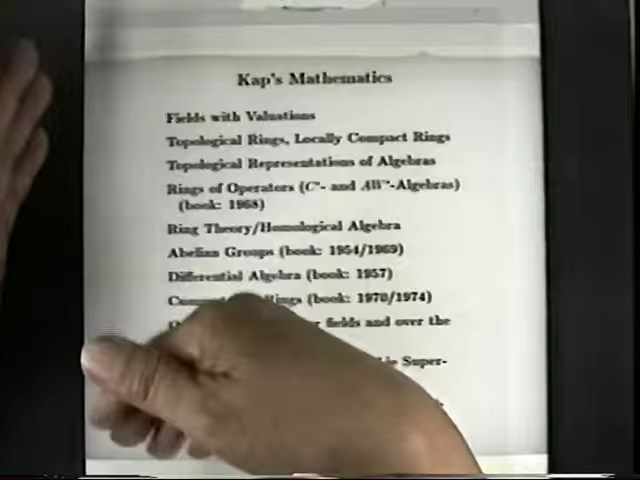 Kap's Mathematics
Fields with Valuations
Topological Rings, Locally Compact Rings
Topological Representations of Algebras
Rings of Operators (C*- and AW*-Algebras)
(book: 1968)
Ring Theory/Homological Algebra
Abelian Groups (book: 1954/1969)
Differential Algebra (book: 1957)
Rings (book: 1970/1974)
fields and over the
Super-